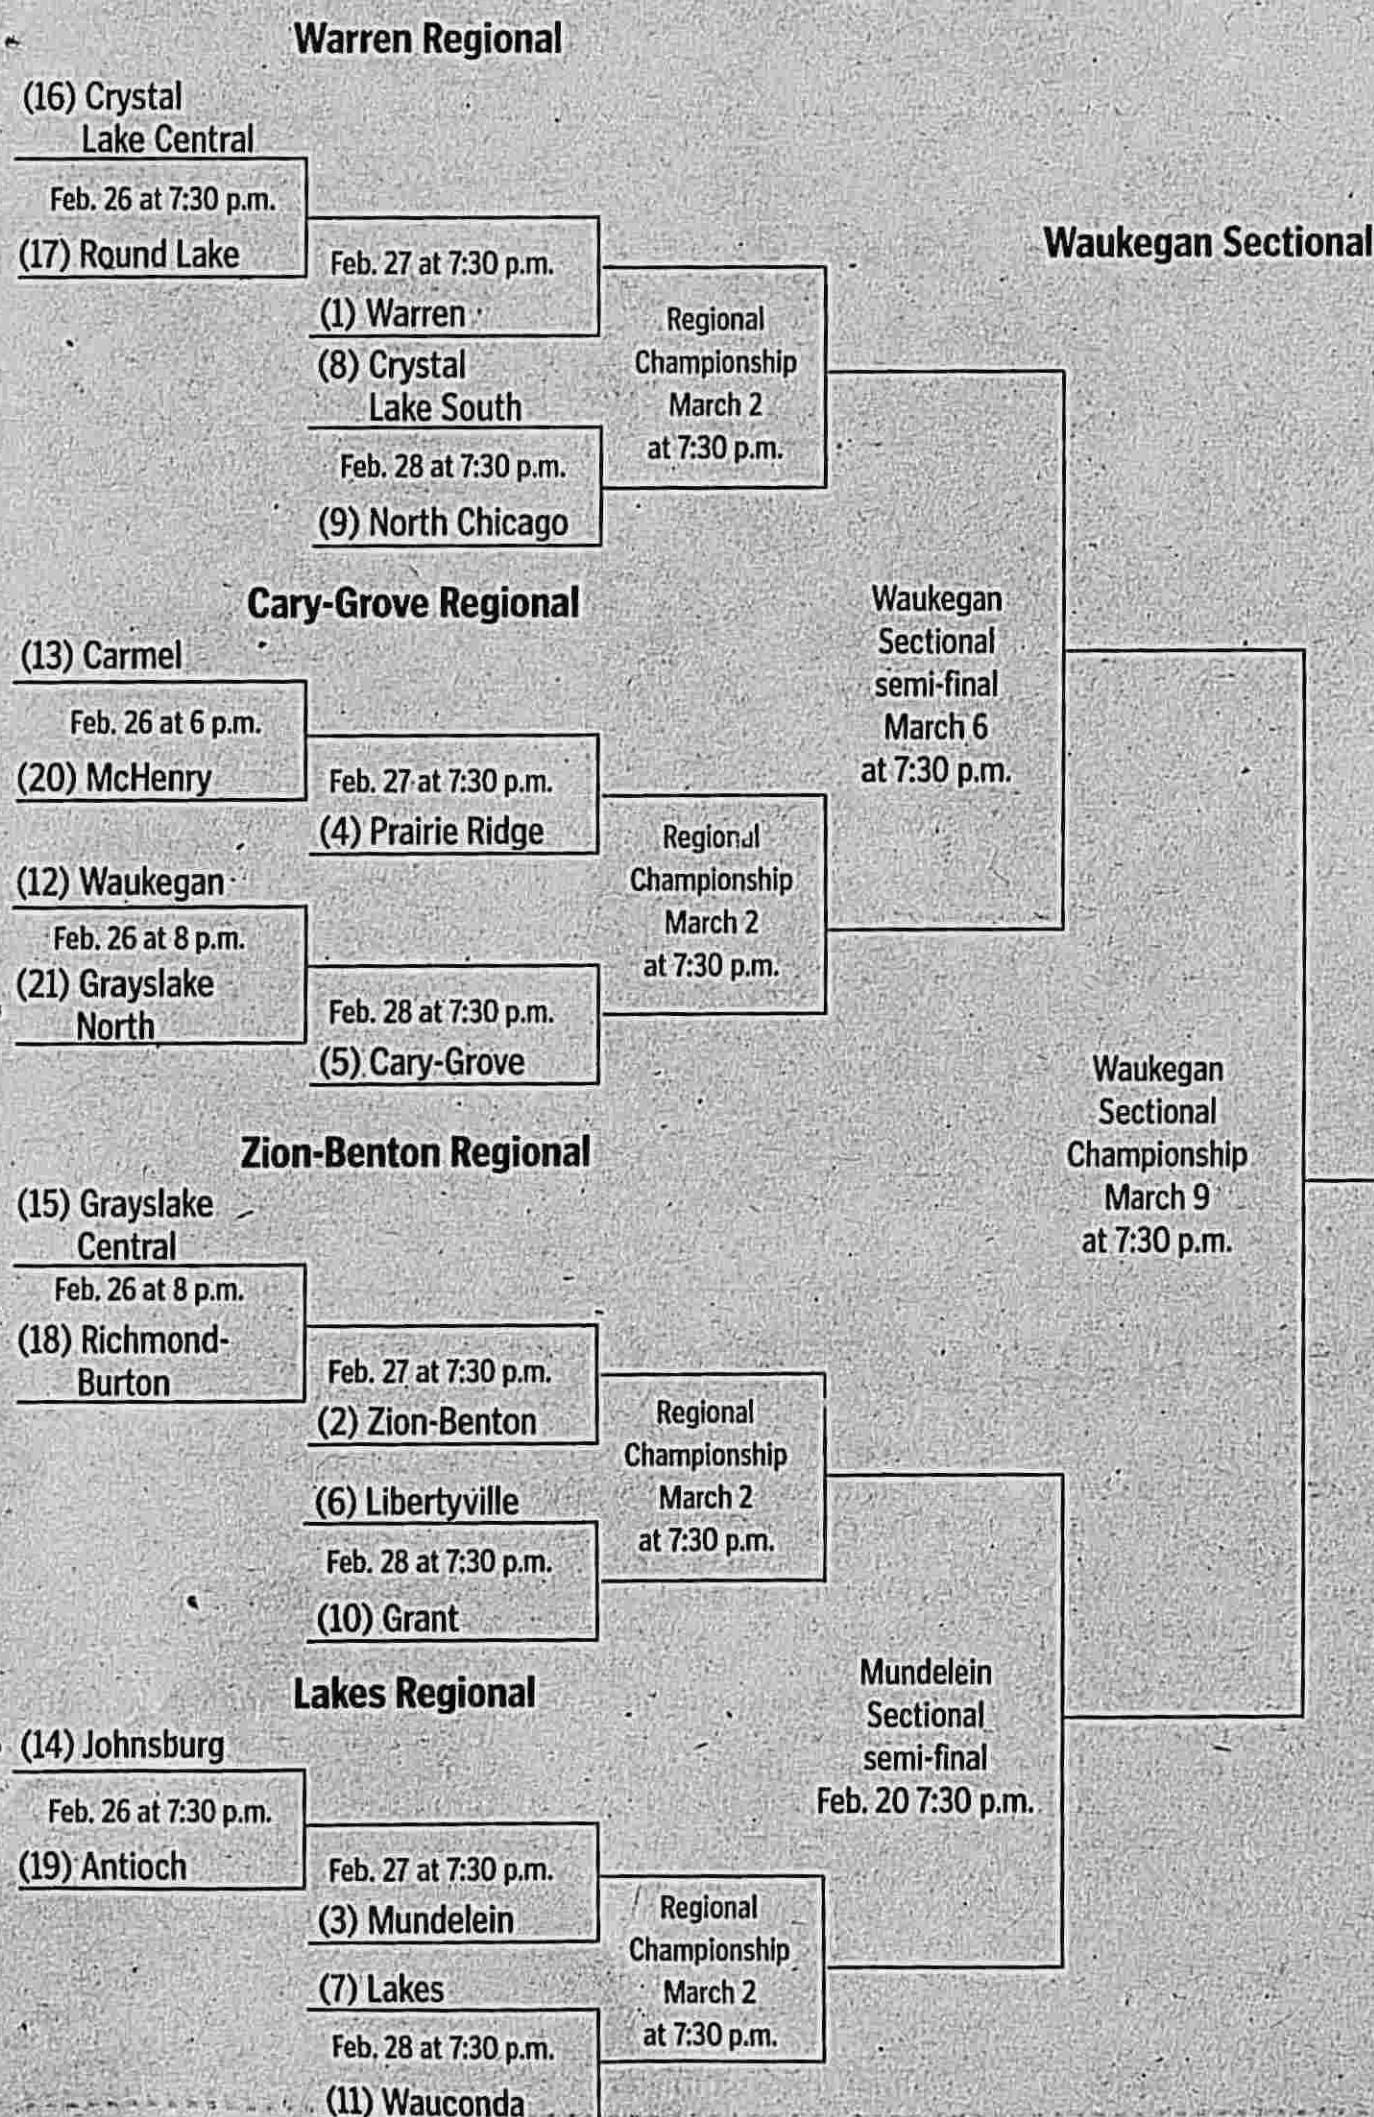 Warren Regional
(16) Crystal
Lake Central
Feb. 26 at 7:30 p.m.
(17) Round Lake
Feb. 27 at 7:30 p.m.
(1) Warren
(8) Crystal
Lake South
Feb. 28 at 7:30 p.m.
(9) North Chicago
Regional
Championship
March 2
at 7:30 p.m.
Waukegan Sectional
Cary-Grove Regional
(13) Carmel
Feb. 26 at 6 p.m.
(20) McHenry
Feb. 27 at 7:30 p.m.
(4) Prairie Ridge
(12) Waukegan
Feb. 26 at 8 p.m.
(21) Grayslake
North
Feb. 28 at 7:30 p.m.
(5) Cary-Grove
Regional
Championship
March 2
at 7:30 p.m.
Waukegan
Sectional
semi-final
March 6
at 7:30 p.m.
Waukegan
Sectional
Championship
March 9
at 7:30 p.m.
Zion-Benton Regional
(15) Grayslake
Central
Feb. 26 at 8 p.m.
(18) Richmond-
Burton
Feb. 27 at 7:30 p.m.
(2) Zion-Benton
(6) Libertyville
Feb. 28 at 7:30 p.m.
(10) Grant
Regional
Championship
March 2
at 7:30 p.m.
Lakes Regional
(14) Johnsburg
Feb. 26 at 7:30 p.m.
(19) Antioch
Feb. 27 at 7:30 p.m.
(3) Mundelein
(7) Lakes
Feb. 28 at 7:30 p.m.
(11) Wauconda
Regional
Championship
March 2
at 7:30 p.m.
Mundelein
Sectional
semi-final
Feb. 20 7:30 p.m.